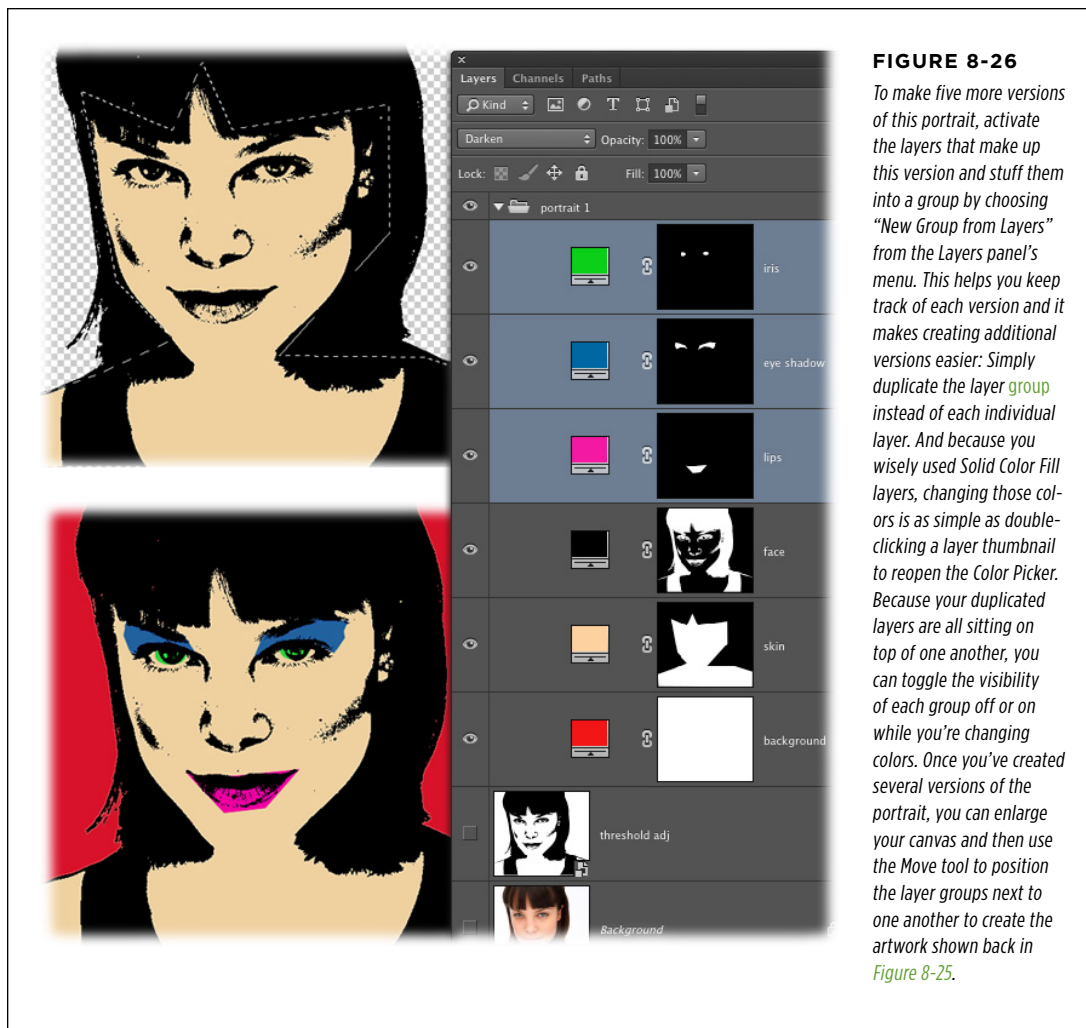 ×
Layers Channels Paths
Kind
T
Darken Opacity: 100%
Lock: Fill: 100%
portrait 1
iris
eye shadow
lips
face
skin
background
threshold adj
Background
FIGURE 8-26
To make five more versions
of this portrait, activate
the layers that make up
this version and stuff them
into a group by choosing
“New Group from Layers”
from the Layers panel’s
menu. This helps you keep
track of each version and it
makes creating additional
versions easier: Simply
duplicate the layer group
instead of each individual
layer. And because you
wisely used Solid Color Fill
layers, changing those col-
ors is as simple as double-
clicking a layer thumbnail
to reopen the Color Picker.
Because your duplicated
layers are all sitting on
top of one another, you
can toggle the visibility
of each group off or on
while you’re changing
colors. Once you’ve created
several versions of the
portrait, you can enlarge
your canvas and then use
the Move tool to position
the layer groups next to
one another to create the
artwork shown back in
Figure 8-25.